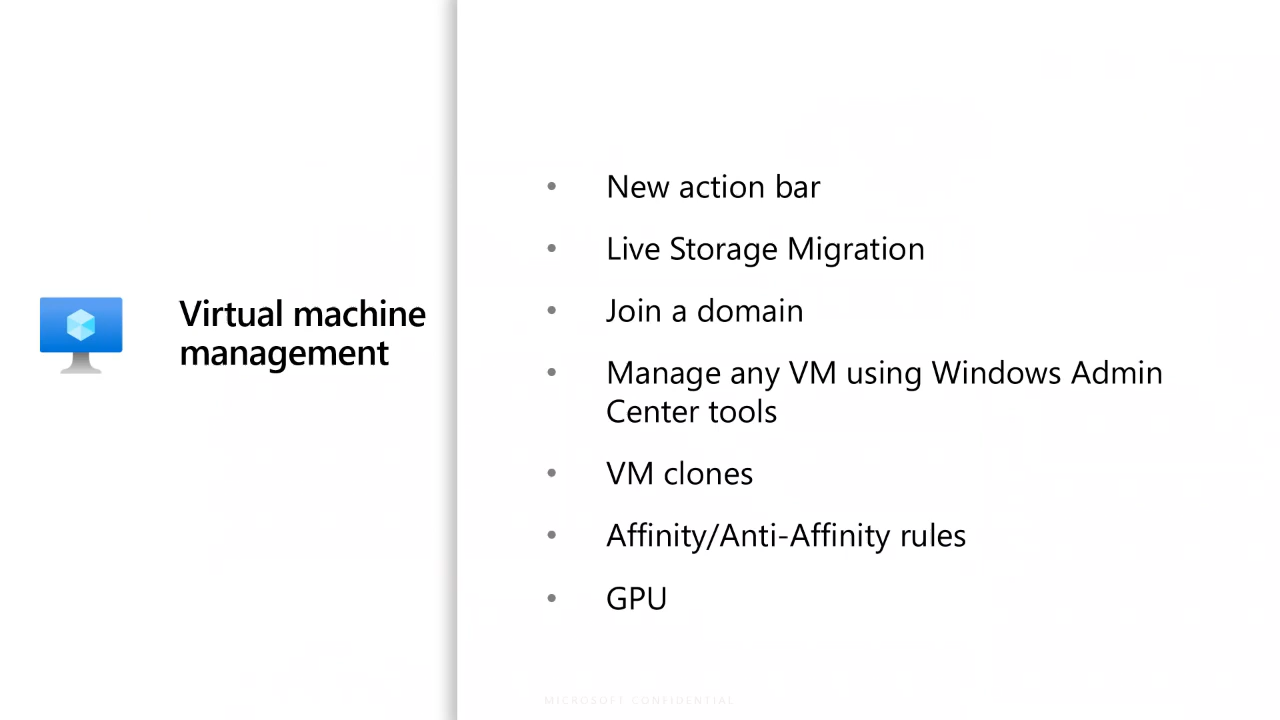 Virtual machine
management
• New action bar
• Live Storage Migration
• Join a domain
• Manage any VM using Windows Admin
Center tools
• VM clones
• Affinity/Anti-Affinity rules
• GPU
MICROSOFT CONFIDENTIAL